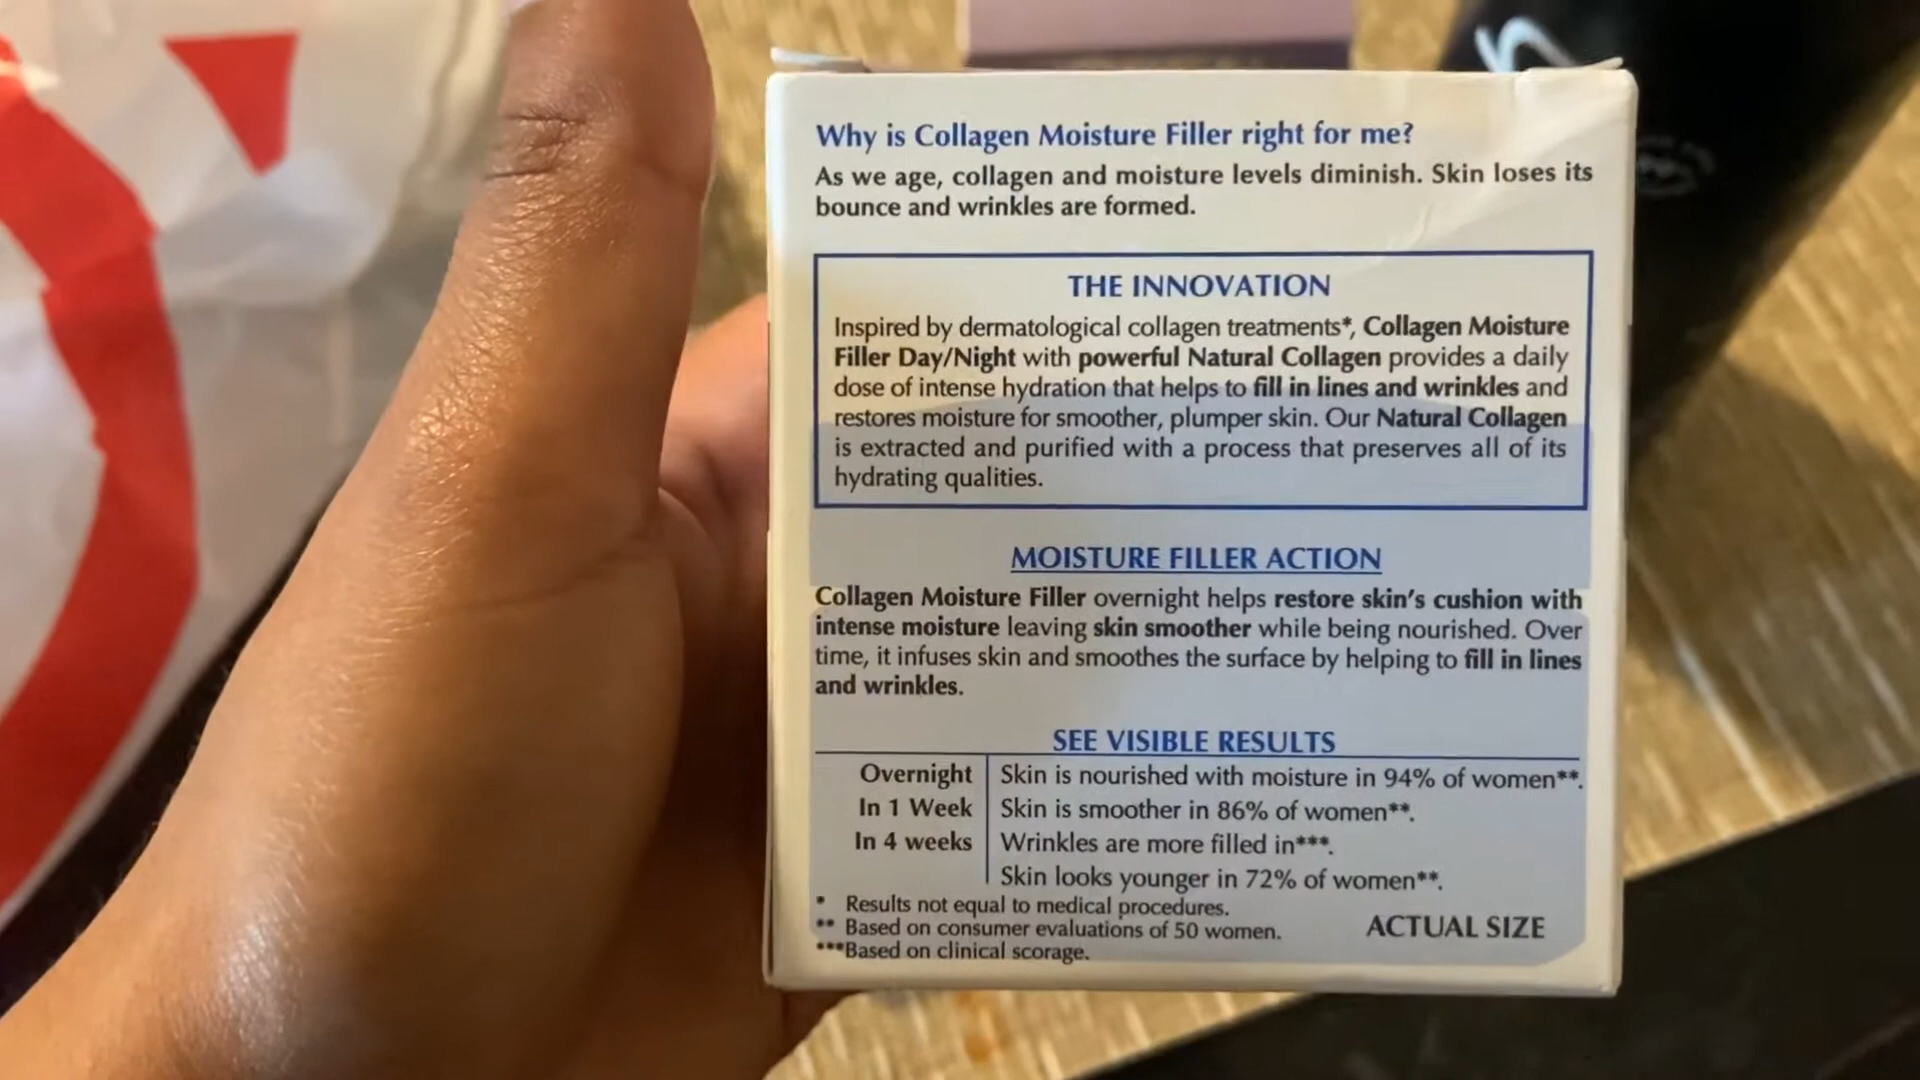 Why is Collagen Moisture Filler right for me?
As we age, collagen and moisture levels diminish. Skin loses its
bounce and wrinkles are formed.
THE INNOVATION
Inspired by dermatological collagen treatments*, Collagen Moisture
Filler Day/Night with powerful Natural Collagen provides a daily
dose of intense hydration that helps to fill in lines and wrinkles and
restores moisture for smoother, plumper skin. Our Natural Collagen
is extracted and purified with a process that preserves all of its
hydrating qualities.
MOISTURE FILLER ACTION
Collagen Moisture Filler overnight helps restore skin's cushion with
intense moisture leaving skin smoother while being nourished. Over
time, it infuses skin and smoothes the surface by helping to fill in lines
and wrinkles.
SEE VISIBLE RESULTS
Overnight Skin is nourished with moisture in 94% of women**.
In 1 Week Skin is smoother in 86% of women**.
In 4 weeks Wrinkles are more filled in***.
Skin looks younger in 72% of women**.
* Results not equal to medical procedures.
** Based on consumer evaluations of 50 women.
***Based on clinical scorage.
ACTUAL SIZE